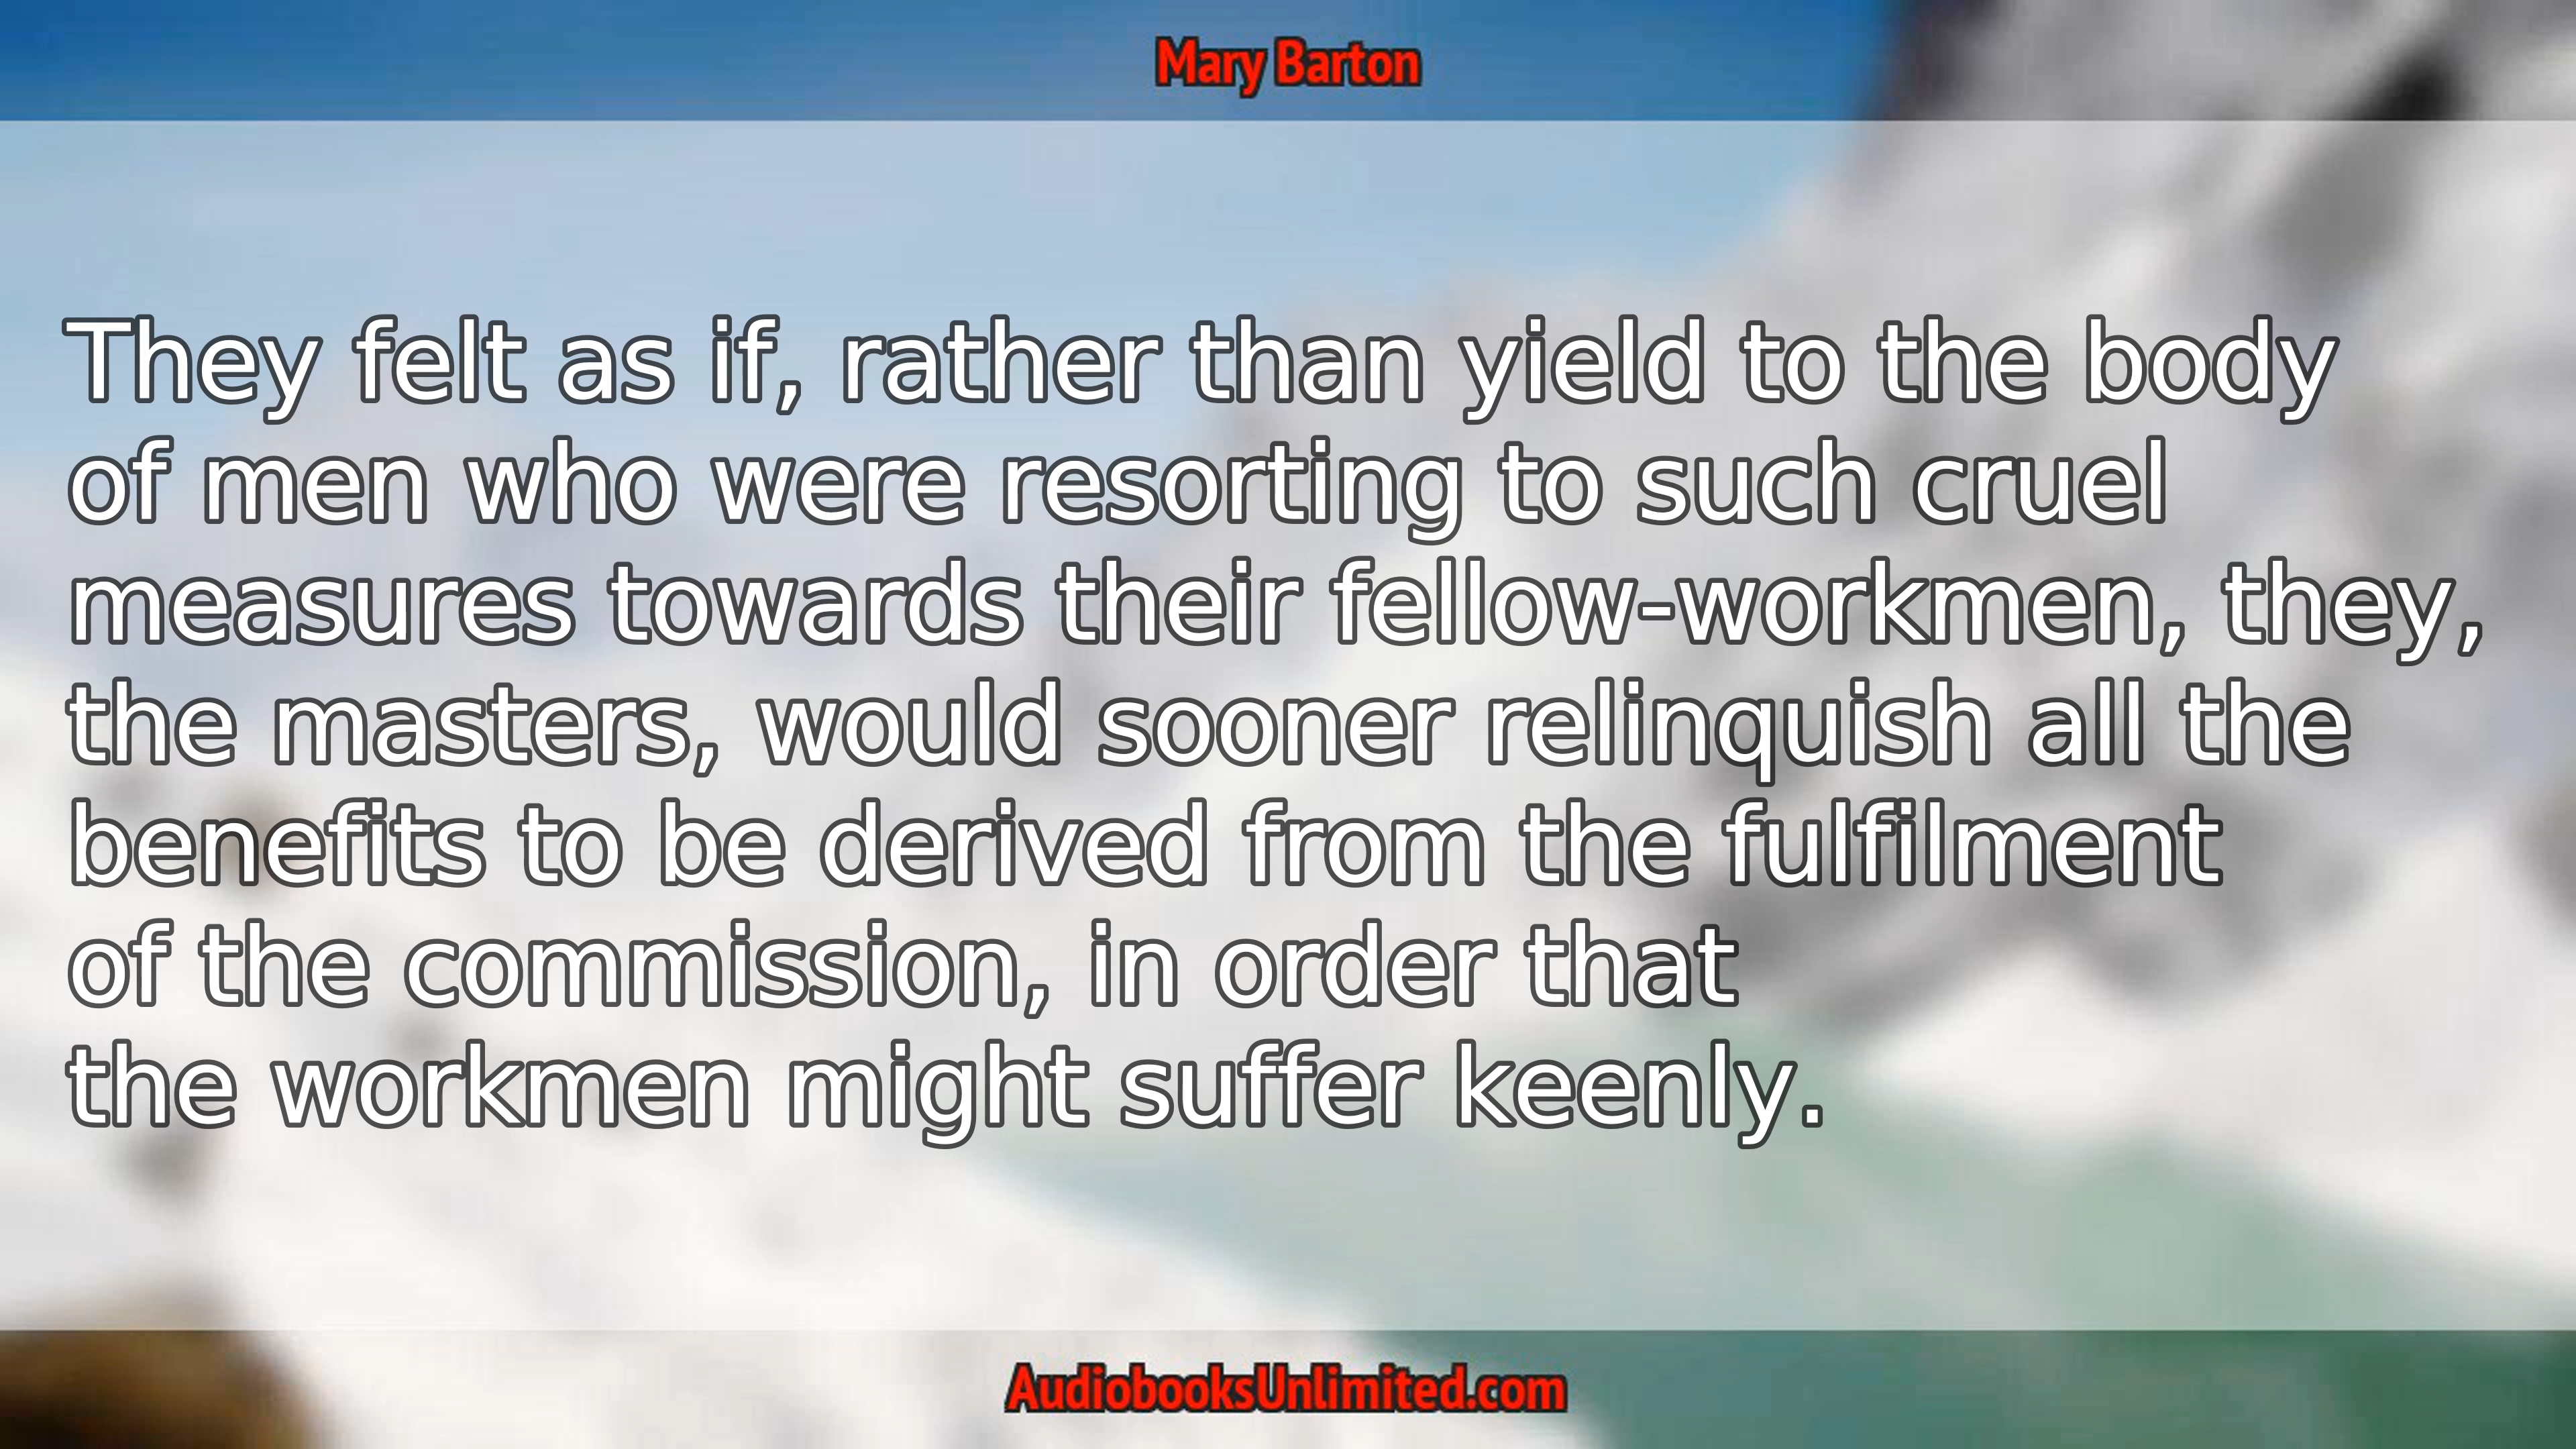 Mary Barton
They felt as if, rather than yield to the body
of men who were resorting to such cruel
measures towards their fellow-workmen, they,
the masters, would sooner relinquish all the
benefits to be derived from the fulfilment
of the commission, in order that
the workmen might suffer keenly.
AudiobooksUnlimited.com